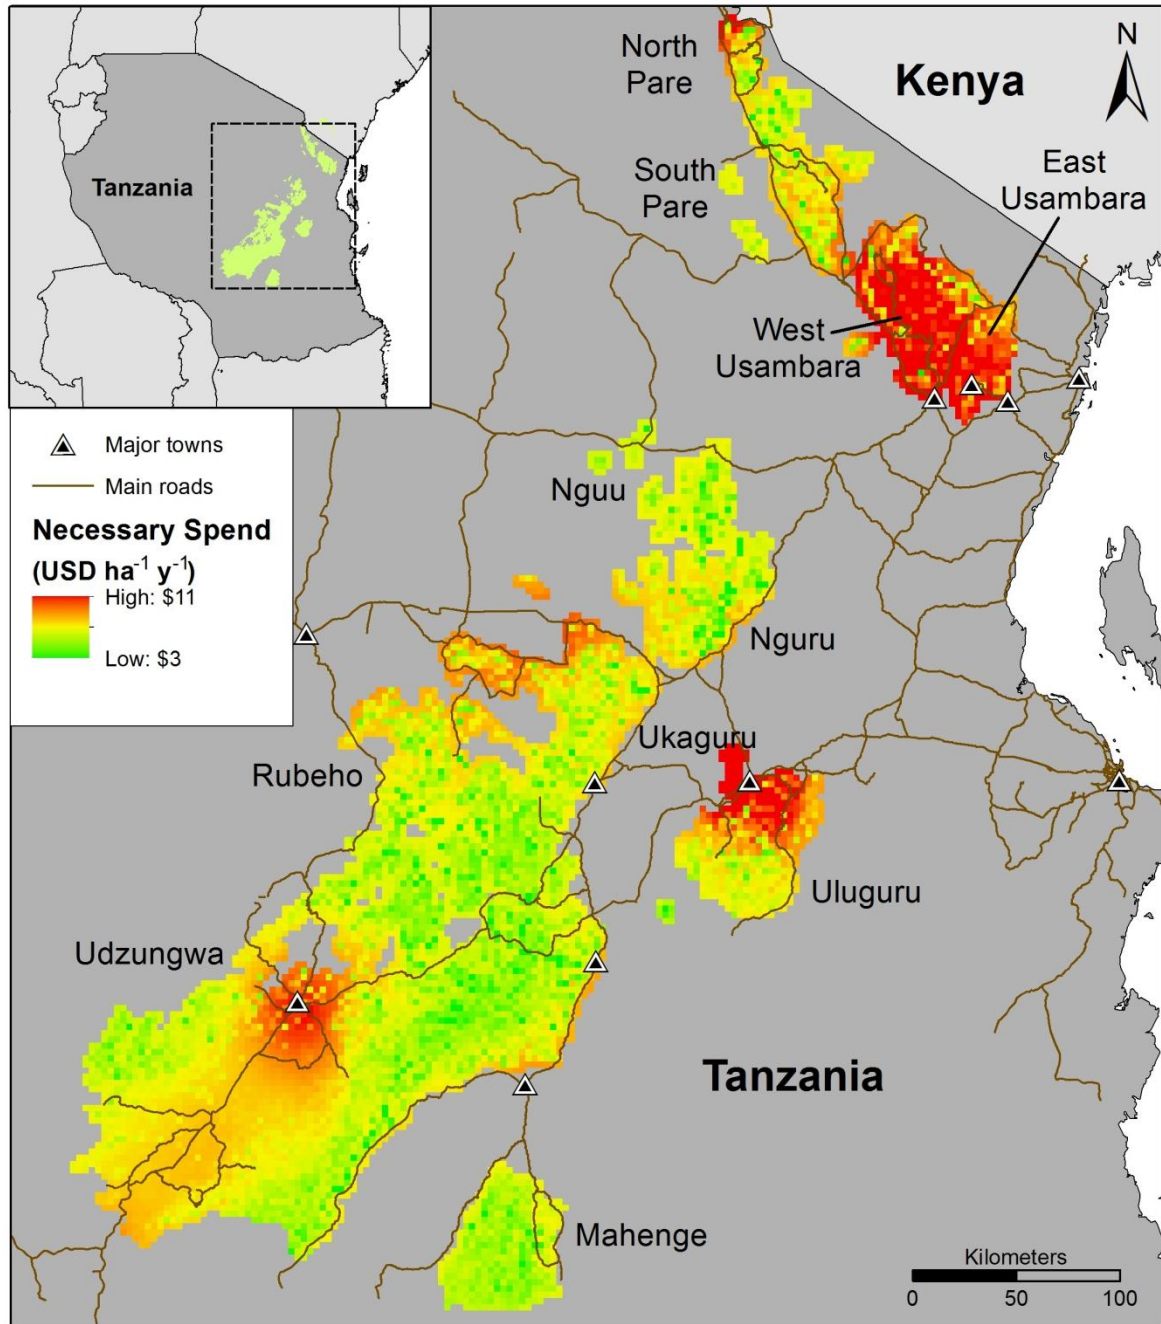 North
Pare
Kenya
N
East
Usambara
South
Pare
Tanzania
West
Usambara
Major towns
Main roads
Necessary Spend
(USD ha⁻¹ y⁻¹)
High: $11
Low: $3
Nguu
Nguru
Ukaguru
Rubeho
Uluguru
Udzungwa
Tanzania
Mahenge
Kilometers
0 50 100